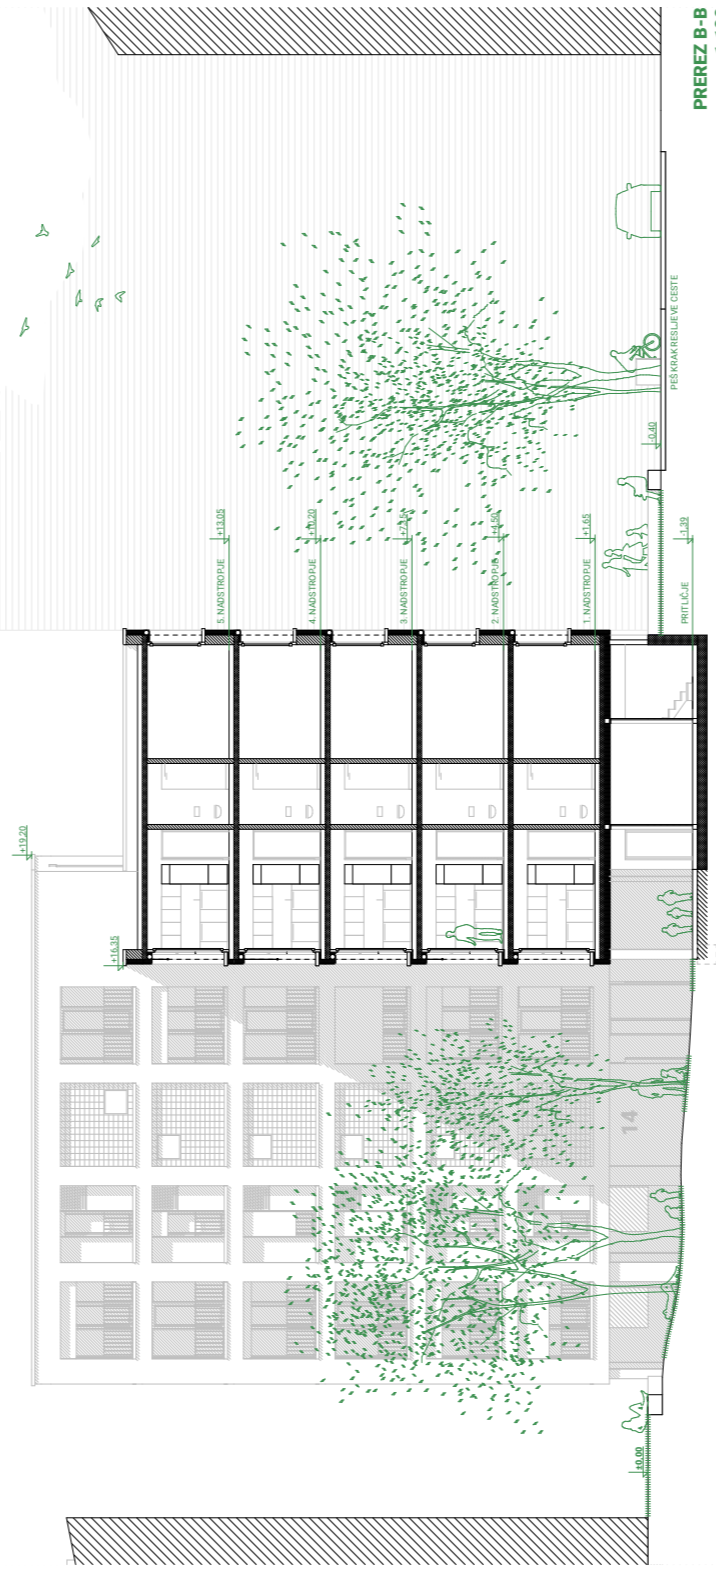 PREREZ B-B
+19,20
+16,35
5. NADSTROPJE +13,05
4. NADSTROPJE +10,20
3. NADSTROPJE
2. NADSTROPJE +4,50
1. NADSTROPJE +1,65
PRITLIČJE -1,39
-0,40
PEŠ KRAK RESLJEVE CESTE
14
±0,00